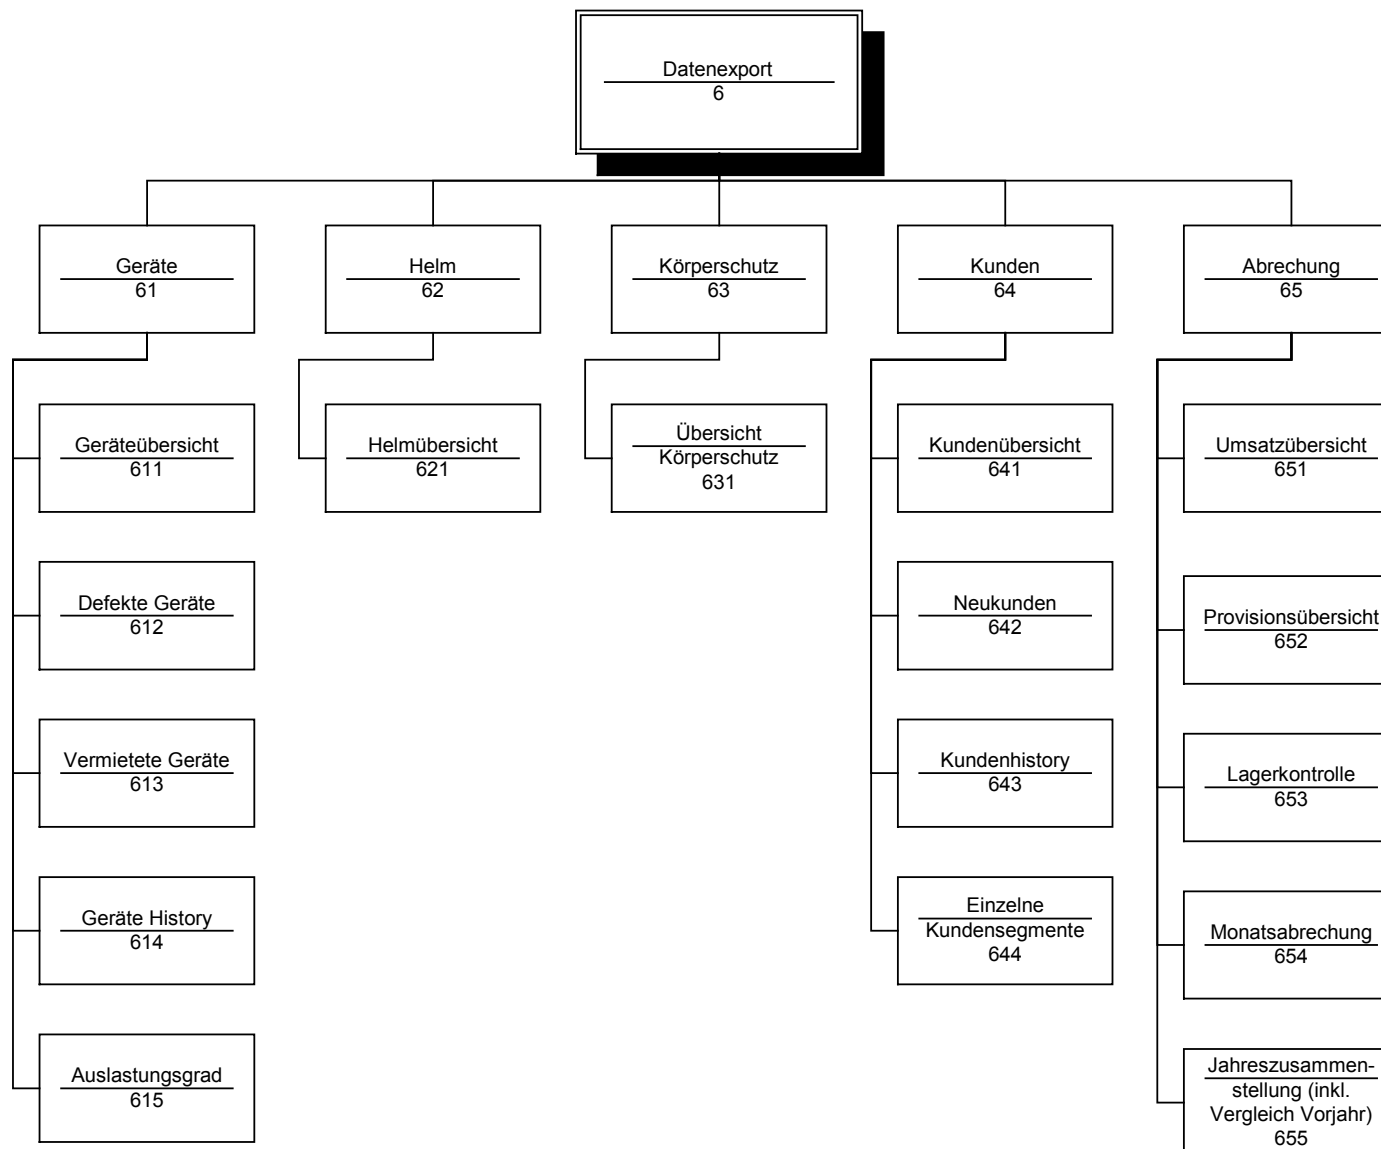 Datenexport
6
Geräte
61
Helm
62
Körperschutz
63
Kunden
64
Abrechung
65
Geräteübersicht
611
Helmübersicht
621
Übersicht
Körperschutz
631
Kundenübersicht
641
Umsatzübersicht
651
Defekte Geräte
612
Neukunden
642
Provisionsübersicht
652
Vermietete Geräte
613
Kundenhistory
643
Lagerkontrolle
653
Geräte History
614
Einzelne
Kundensegmente
644
Monatsabrechung
654
Auslastungsgrad
615
Jahreszusammen-
stellung (inkl.
Vergleich Vorjahr)
655